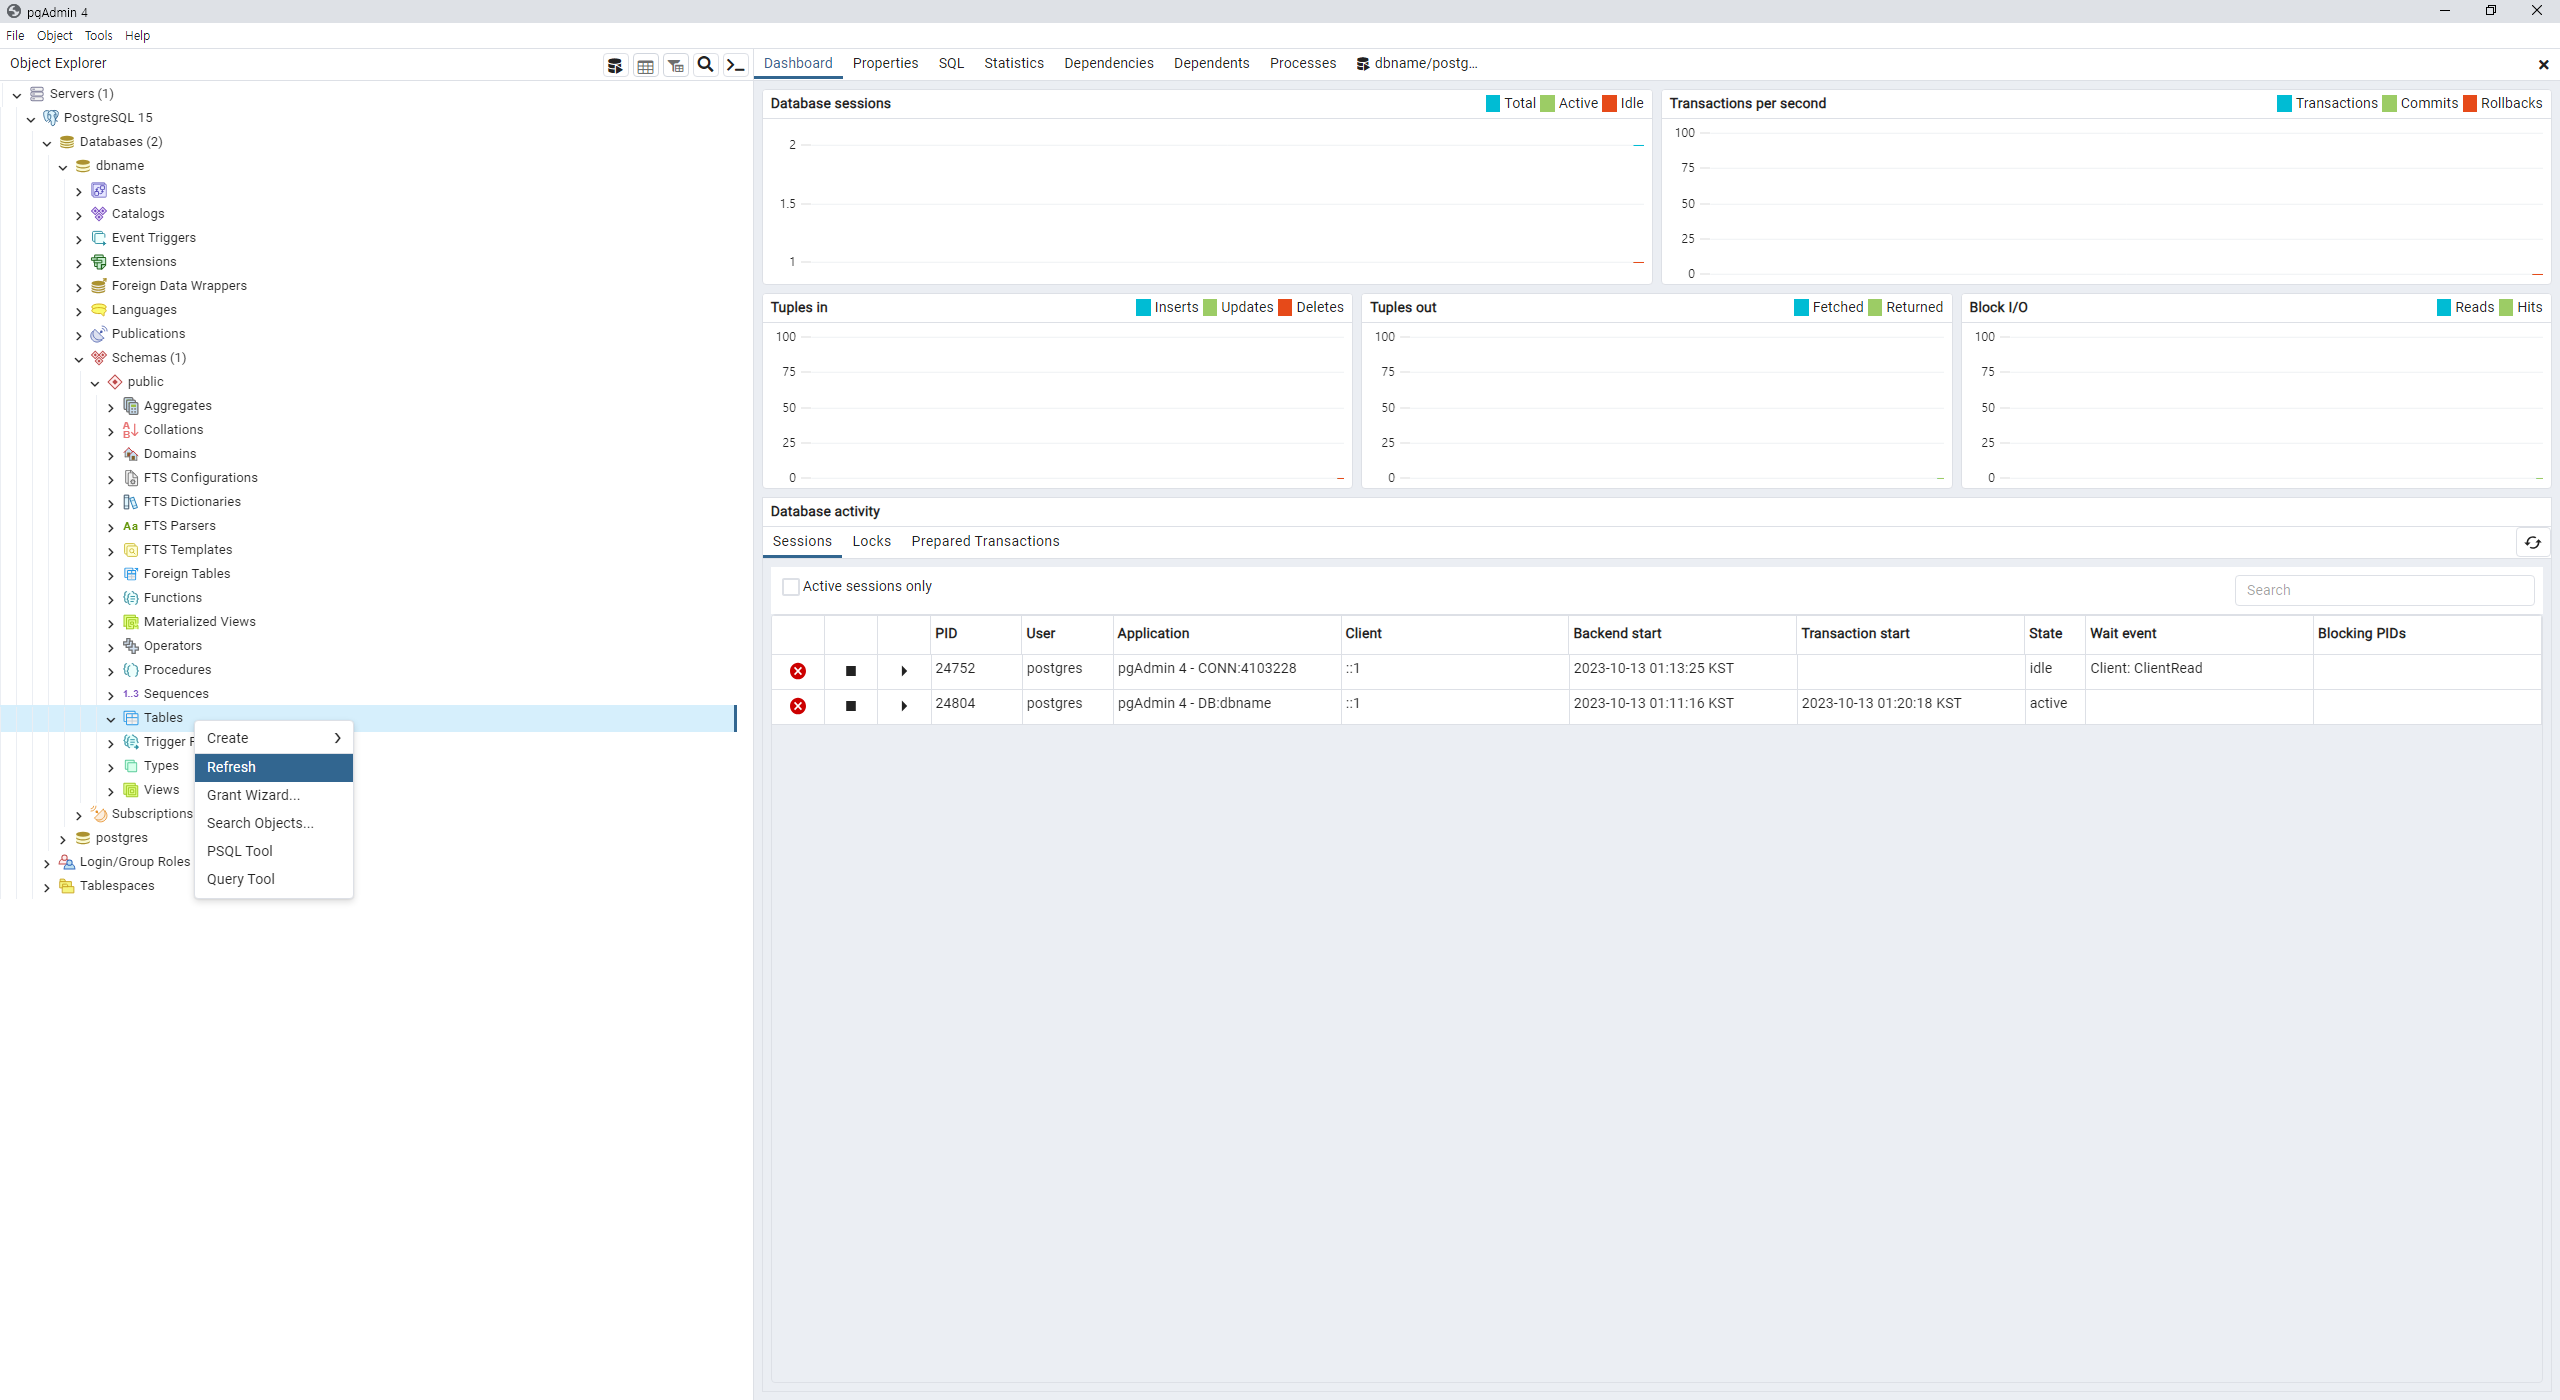 pgAdmin 4
File Object Tools Help
Object Explorer
Dashboard Properties SQL Statistics Dependencies Dependents Processes dbname/postg...
Servers (1)
PostgreSQL 15
Databases (2)
dbname
Casts
Catalogs
Event Triggers
Extensions
Foreign Data Wrappers
Languages
Publications
Schemas (1)
public
Aggregates
Collations
Domains
FTS Configurations
FTS Dictionaries
Aa FTS Parsers
FTS Templates
Foreign Tables
Functions
Materialized Views
Operators
Procedures
1..3 Sequences
Tables
Trigger F
Types
Views
Subscriptions
postgres
Login/Group Roles
Tablespaces
Create
Refresh
Grant Wizard...
Search Objects...
PSQL Tool
Query Tool
Database sessions Total Active Idle
2
1.5
1
Transactions per second Transactions Commits Rollbacks
100
75
50
25
0
Tuples in Inserts Updates Deletes
100
75
50
25
0
Tuples out Fetched Returned
100
75
50
25
0
Block I/O Reads Hits
100
75
50
25
0
Database activity
Sessions Locks Prepared Transactions
Active sessions only
Search
PID User Application Client Backend start Transaction start State Wait event Blocking PIDs
24752 postgres pgAdmin 4 - CONN:4103228 ::1 2023-10-13 01:13:25 KST idle Client: ClientRead
24804 postgres pgAdmin 4 - DB:dbname ::1 2023-10-13 01:11:16 KST 2023-10-13 01:20:18 KST active